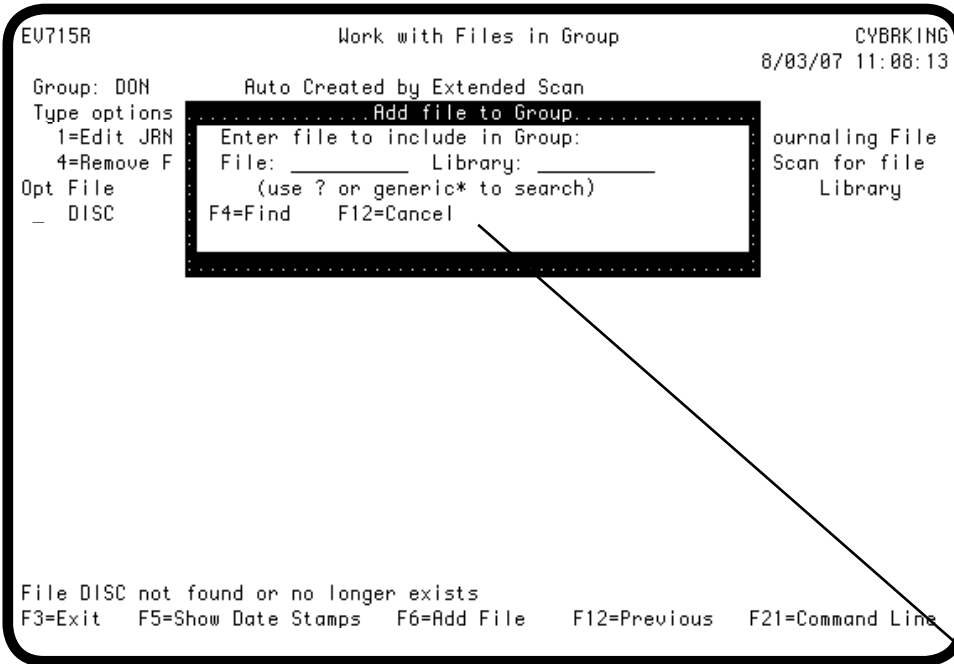 EV715R Work with Files in Group CYBRKING
8/03/07 11:08:13
Group: DON Auto Created by Extended Scan
Type options ................Add file to Group................
1=Edit JRN : Enter file to include in Group: : ournaling File
4=Remove F : File: __________ Library: __________ : Scan for file
Opt File : (use ? or generic* to search) : Library
_ DISC : F4=Find F12=Cancel :
: :
:.................................................:
File DISC not found or no longer exists
F3=Exit F5=Show Date Stamps F6=Add File F12=Previous F21=Command Line